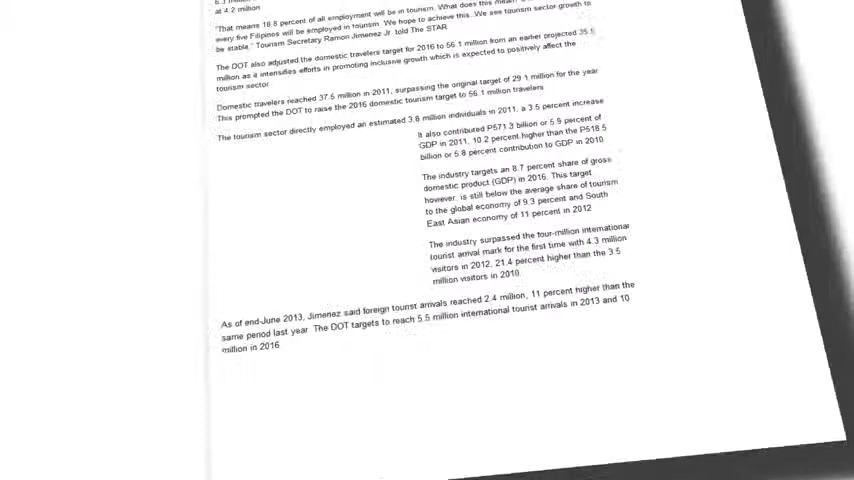 at 4.2 million
"That means 18.8 percent of all employment will be in tourism. What does this mean?
every five Filipinos will be employed in tourism. We hope to achieve this. We see tourism sector growth to
be stable," Tourism Secretary Ramon Jimenez Jr. told The STAR.
The DOT also adjusted the domestic travelers target for 2016 to 56.1 million from an earlier projected 35.5
million as a intensifies efforts in promoting inclusive growth which is expected to positively affect the
tourism sector
Domestic travelers reached 37.5 million in 2011, surpassing the original target of 29.1 million for the year
This prompted the DOT to raise the 2016 domestic tourism target to 56.1 million travelers
The tourism sector directly employed an estimated 3.8 million individuals in 2011, a 3.5 percent increase
It also contributed P571.3 billion or 5.9 percent of
GDP in 2011, 10.2 percent higher than the P518.5
billion or 5.8 percent contribution to GDP in 2010
The industry targets an 8.7 percent share of gross
domestic product (GDP) in 2016. This target
however, is still below the average share of tourism
to the global economy of 9.3 percent and South
East Asian economy of 11 percent in 2012
The industry surpassed the four-million international
tourist arrival mark for the first time with 4.3 million
visitors in 2012, 21.4 percent higher than the 3.5
million visitors in 2010.
As of end-June 2013, Jimenez said foreign tourist arrivals reached 2.4 million, 11 percent higher than the
same period last year. The DOT targets to reach 5.5 million international tourist arrivals in 2013 and 10
million in 2016